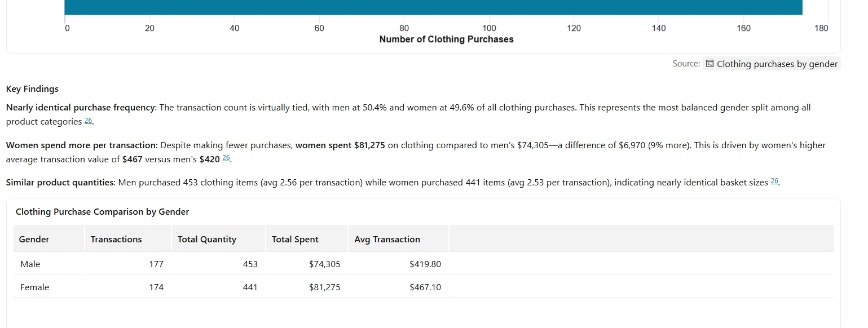 0 20 40 60 80 100 120 140 160 180
Number of Clothing Purchases
Source: Clothing purchases by gender
Key Findings
Nearly identical purchase frequency: The transaction count is virtually tied, with men at 50.4% and women at 49.6% of all clothing purchases. This represents the most balanced gender split among all
product categories 26.
Women spend more per transaction: Despite making fewer purchases, women spent $81,275 on clothing compared to men's $74,305—a difference of $6,970 (9% more). This is driven by women's higher
average transaction value of $467 versus men's $420 26.
Similar product quantities: Men purchased 453 clothing items (avg 2.56 per transaction) while women purchased 441 items (avg 2.53 per transaction), indicating nearly identical basket sizes 26.
Clothing Purchase Comparison by Gender
Gender Transactions Total Quantity Total Spent Avg Transaction
Male 177 453 $74,305 $419.80
Female 174 441 $81,275 $467.10